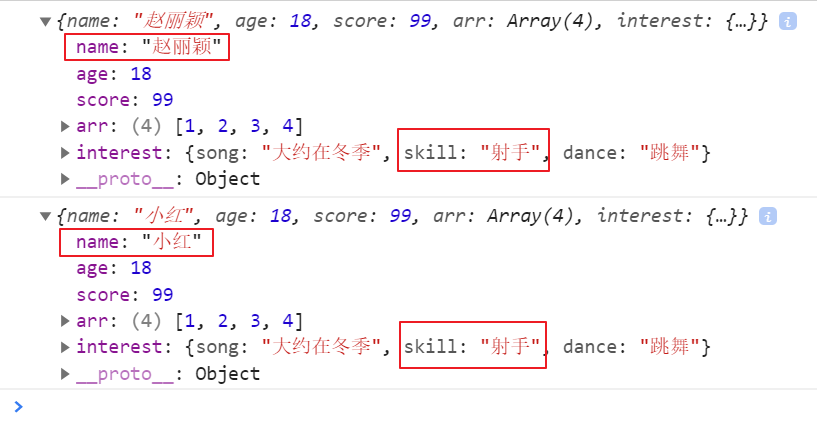 ▼{name: "赵丽颖", age: 18, score: 99, arr: Array(4), interest: {…}} i
name: "赵丽颖"
age: 18
score: 99
▶arr: (4) [1, 2, 3, 4]
▶interest: {song: "大约在冬季", skill: "射手", dance: "跳舞"}
▶__proto__: Object
▼{name: "小红", age: 18, score: 99, arr: Array(4), interest: {…}} i
name: "小红"
age: 18
score: 99
▶arr: (4) [1, 2, 3, 4]
▶interest: {song: "大约在冬季", skill: "射手", dance: "跳舞"}
▶__proto__: Object
>